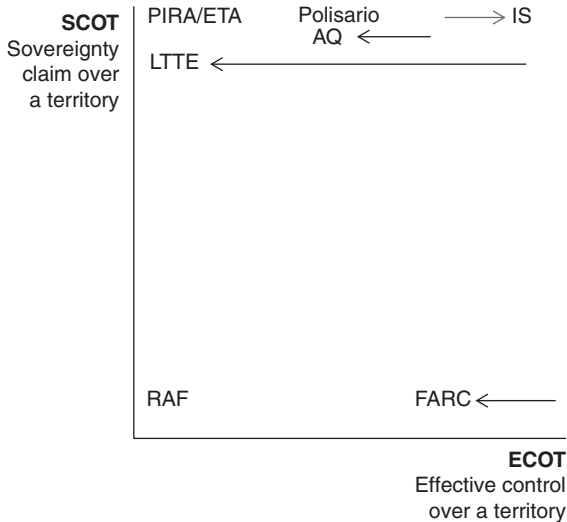 SCOT
Sovereignty
claim over
a territory
PIRA/ETA
Polisario
IS
AQ
LTTE
RAF
FARC
ECOT
Effective control
over a territory